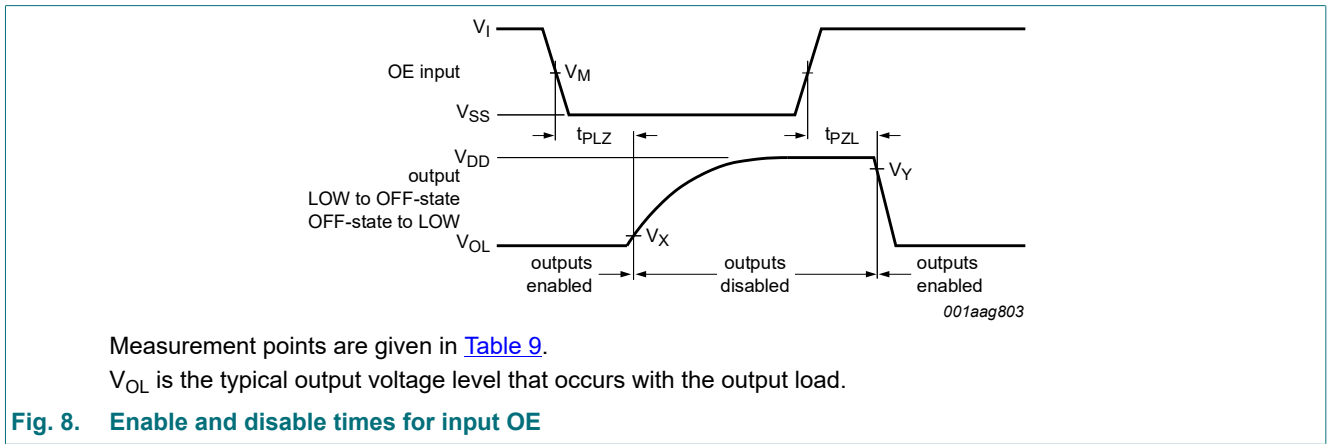 VI
OE input
VM
VSS
tPLZ
tPZL
VDD
output
LOW to OFF-state
OFF-state to LOW
VY
VOL
VX
outputs
enabled
outputs
disabled
outputs
enabled
001aag803
Measurement points are given in Table 9.
VOL is the typical output voltage level that occurs with the output load.
Fig. 8. Enable and disable times for input OE